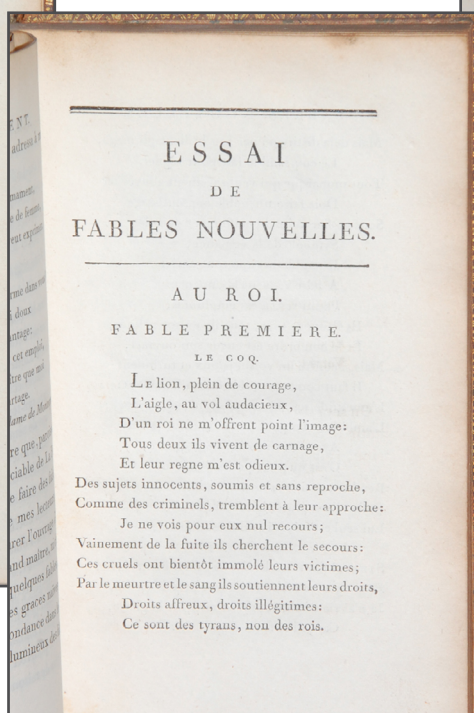 ESSAI
DE
FABLES NOUVELLES.
AU ROI.
FABLE PREMIERE.
LE COQ.
LE lion, plein de courage,
L'aigle, au vol audacieux,
D'un roi ne m'offrent point l'image:
Tous deux ils vivent de carnage,
Et leur regne m'est odieux.
Des sujets innocents, soumis et sans reproche,
Comme des criminels, tremblent à leur approche:
Je ne vois pour eux nul recours;
Vainement de la fuite ils cherchent le secours:
Ces cruels ont bientôt immolé leurs victimes;
Par le meurtre et le sang ils soutiennent leurs droits,
Droits affreux, droits illégitimes:
Ce sont des tyrans, non des rois.